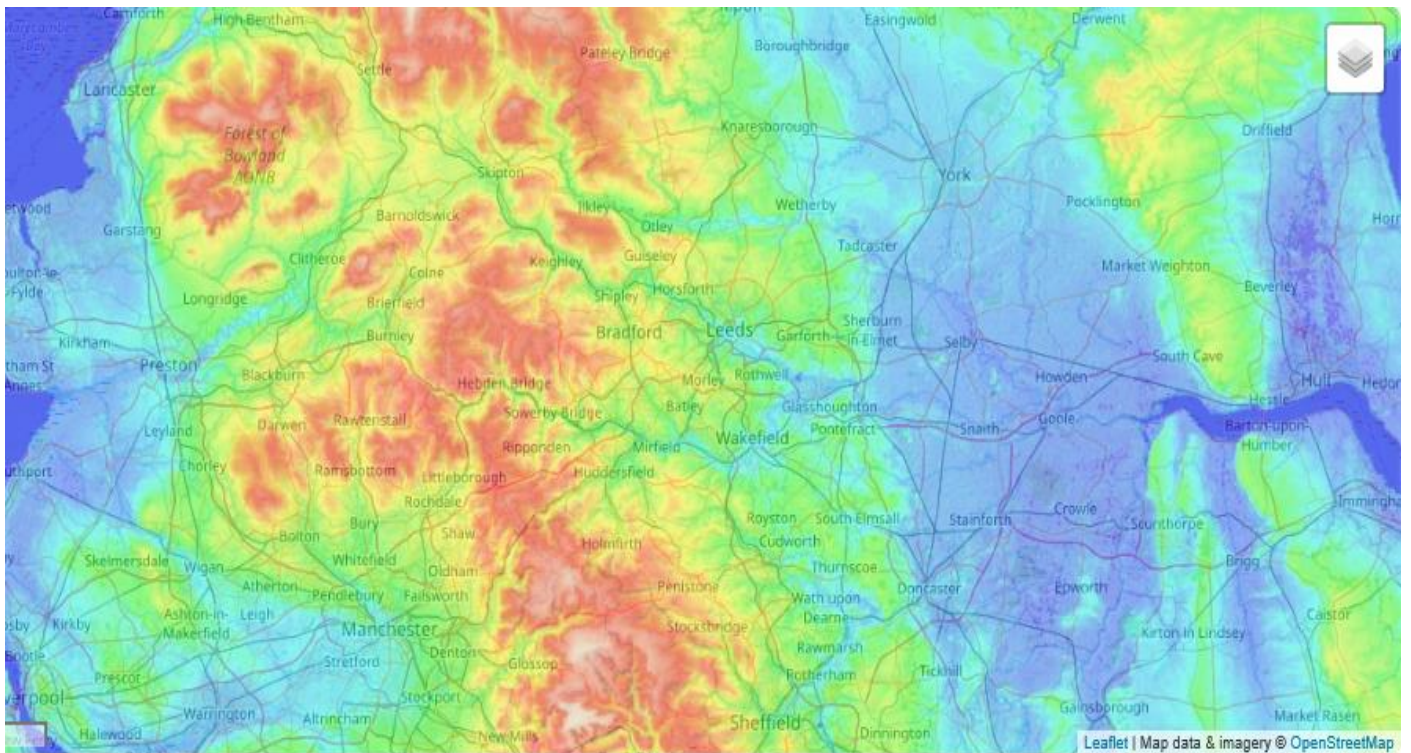 Carnforth
High Bentham
Easingwold
Derwent
Settle
Pateley Bridge
Boroughbridge
Lancaster
Forest of
Bowland
AONB
Knaresborough
Driffield
Skipton
York
Ilkley
Wetherby
Pocklington
Barnoldswick
Garstang
Otley
Tadcaster
Clitheroe
Colne
Keighley
Guiseley
Market Weighton
-Fylde
Longridge
Brierfield
Shipley
Horsforth
Beverley
Kirkham
Burnley
Bradford
Leeds
Garforth
Sherburn
in-Elmet
Selby
South Cave
Preston
Blackburn
Hebden Bridge
Morley
Rothwell
Howden
Hull
Hedon
Annes
Leyland
Darwen
Rawtenstall
Sowerby Bridge
Batley
Glasshoughton
Goole
Hessle
Barton-upon-
Humber
Ripponden
Mirfield
Wakefield
Pontefract
Snaith
Chorley
Ramsbottom
Littleborough
Huddersfield
Rochdale
Immingham
Bolton
Bury
Shaw
Holmfirth
Royston
South Elmsall
Stainforth
Crowle
Scunthorpe
Skelmersdale
Wigan
Whitefield
Oldham
Cudworth
Brigg
Atherton
Pendlebury
Failsworth
Penistone
Thurnscoe
Doncaster
Epworth
Kirkby
Ashton-in-
Makerfield
Leigh
Manchester
Stocksbridge
Wath upon
Dearne
Caistor
Bootle
Stretford
Denton
Glossop
Rawmarsh
Kirton in Lindsey
Prescot
Stockport
Rotherham
Tickhill
Warrington
Altrincham
Sheffield
Gainsborough
Market Rasen
Halewood
New Mills
Dinnington
Leaflet | Map data & imagery © OpenStreetMap